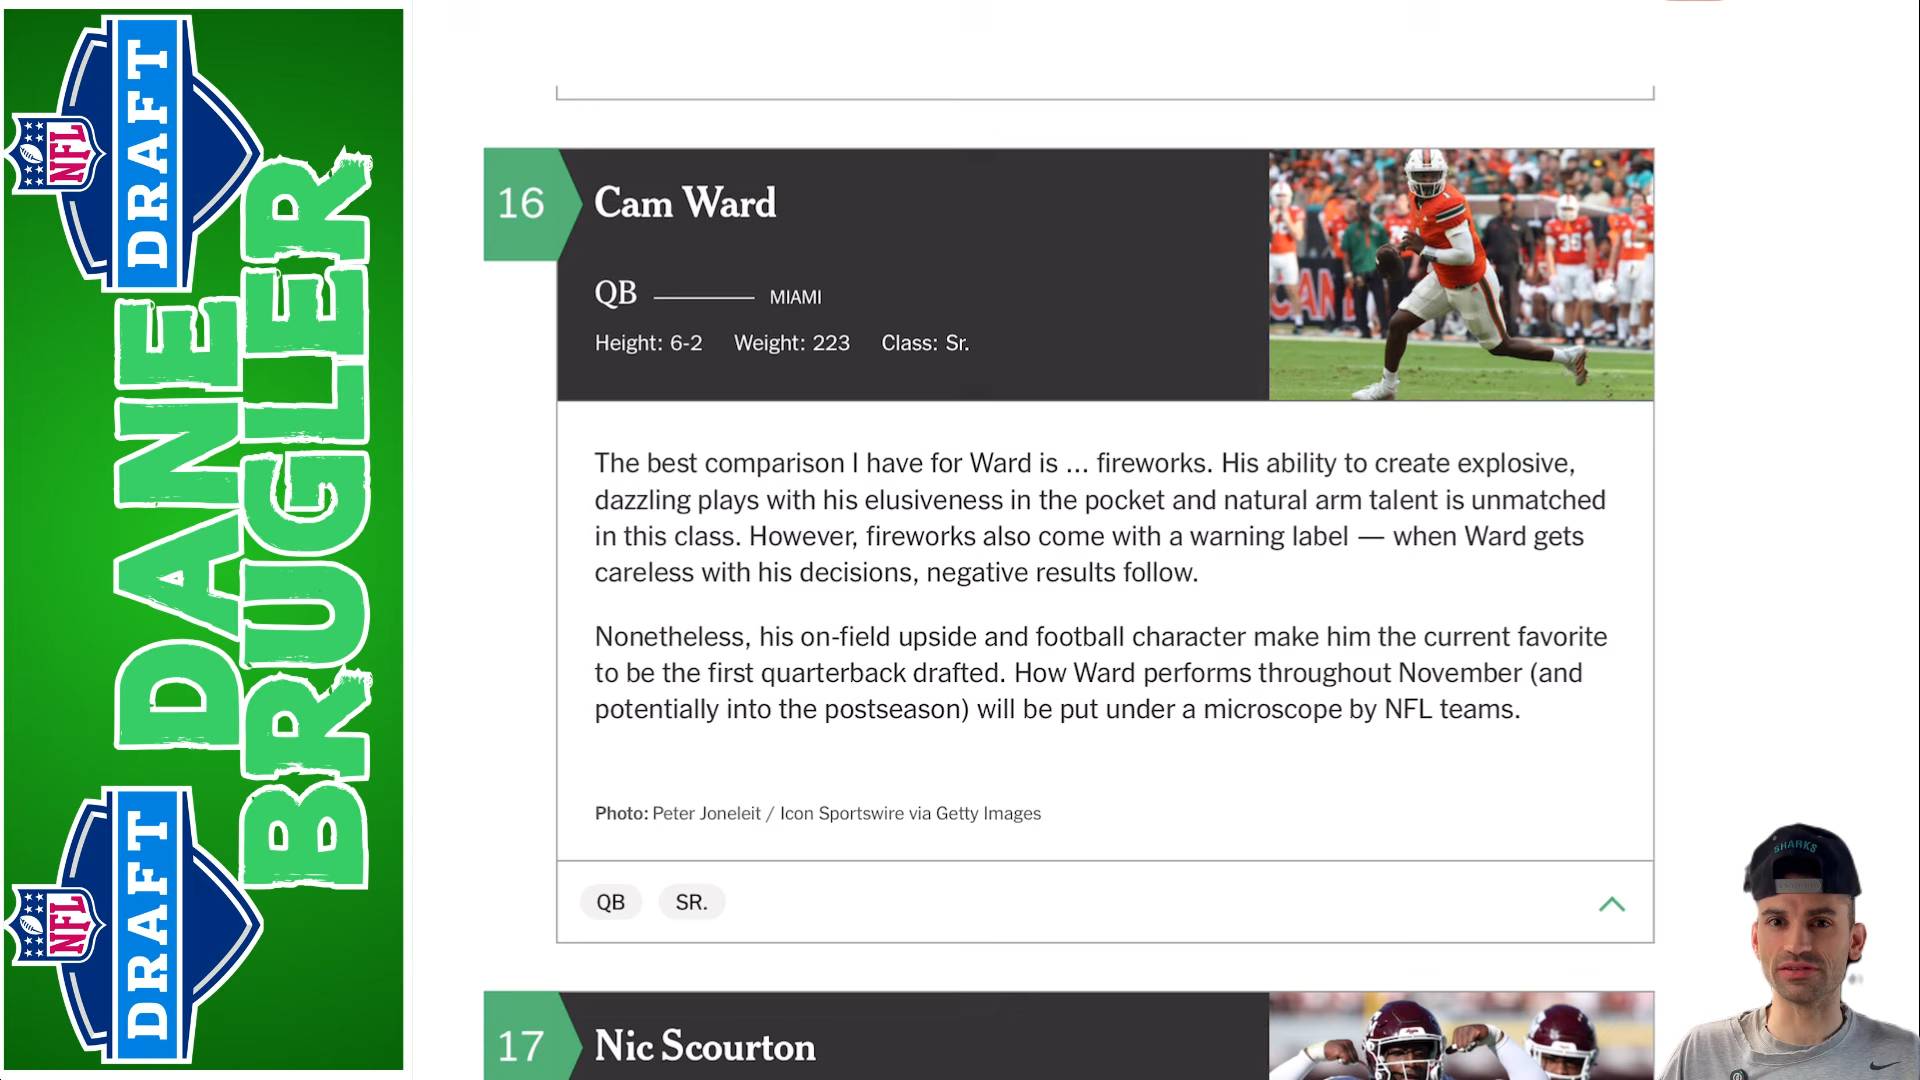 NFL
DRAFT
DANE
BRUGLER
NFL
DRAFT
16
Cam Ward
QB
MIAMI
Height: 6-2 Weight: 223 Class: Sr.
35
The best comparison I have for Ward is ... fireworks. His ability to create explosive,
dazzling plays with his elusiveness in the pocket and natural arm talent is unmatched
in this class. However, fireworks also come with a warning label — when Ward gets
careless with his decisions, negative results follow.
Nonetheless, his on-field upside and football character make him the current favorite
to be the first quarterback drafted. How Ward performs throughout November (and
potentially into the postseason) will be put under a microscope by NFL teams.
Photo: Peter Joneleit / Icon Sportswire via Getty Images
QB SR.
17
Nic Scourton
SHARKS